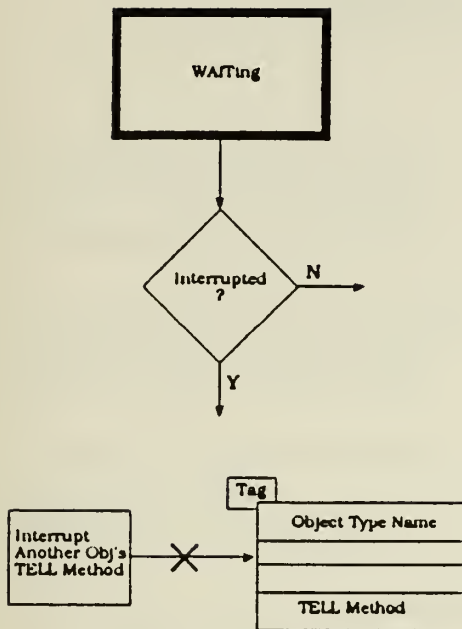 WAITing
Interrupted
?
N
Y
Tag
Object Type Name
Interrupt
Another Obj's
TELL Method
TELL Method